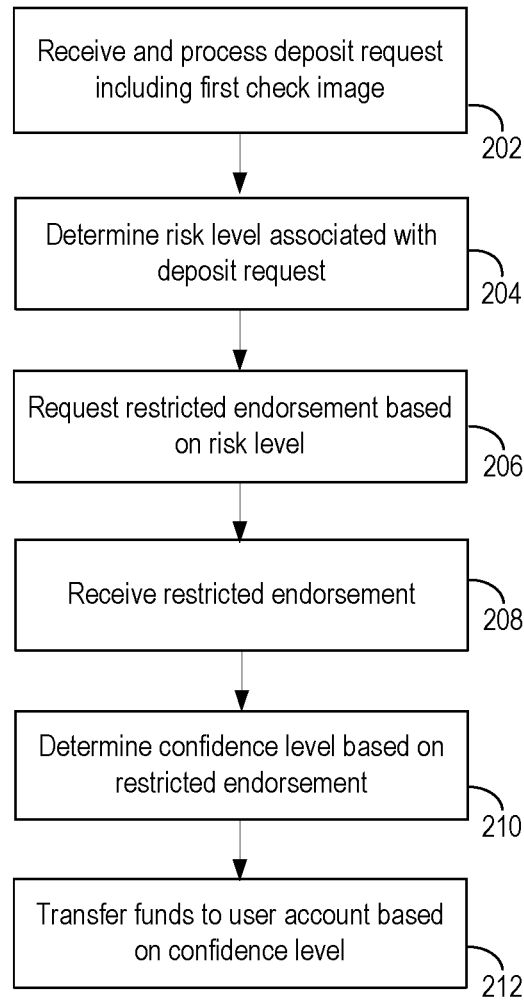 Receive and process deposit request
including first check image
202
Determine risk level associated with
deposit request
204
Request restricted endorsement based
on risk level
206
Receive restricted endorsement
208
Determine confidence level based on
restricted endorsement
210
Transfer funds to user account based
on confidence level
212